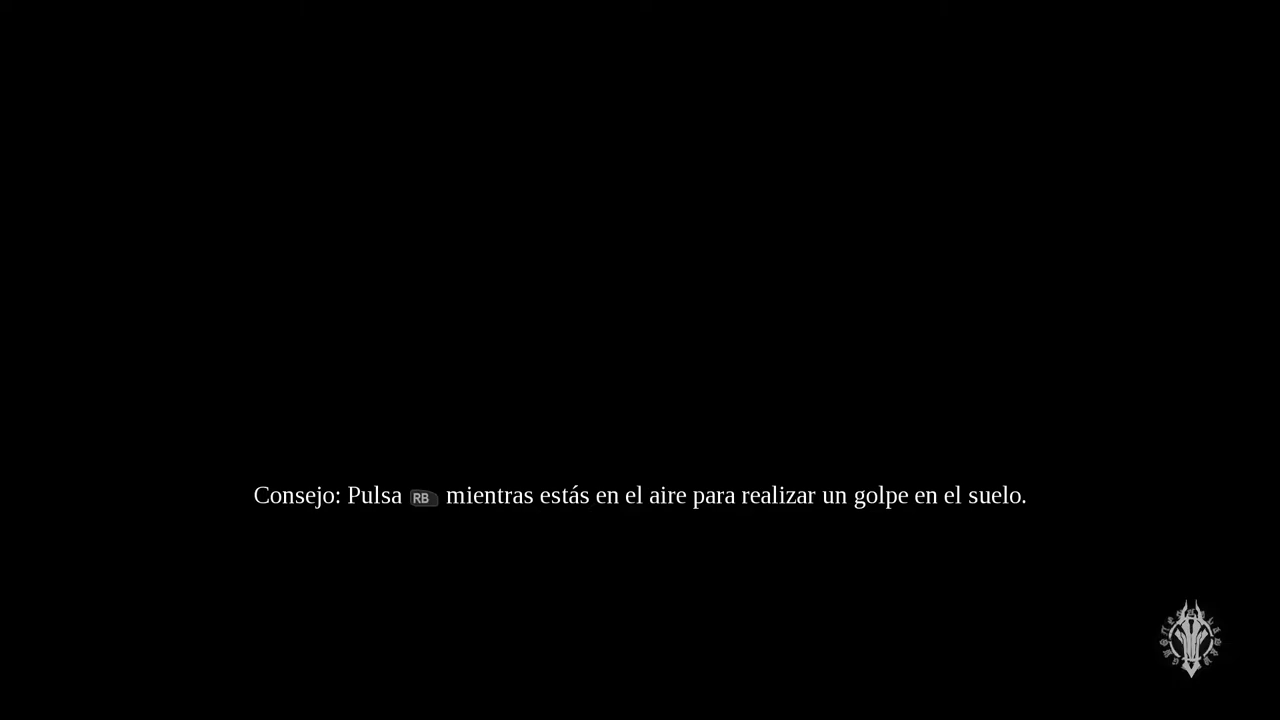 Consejo: Pulsa RB mientras estás en el aire para realizar un golpe en el suelo.